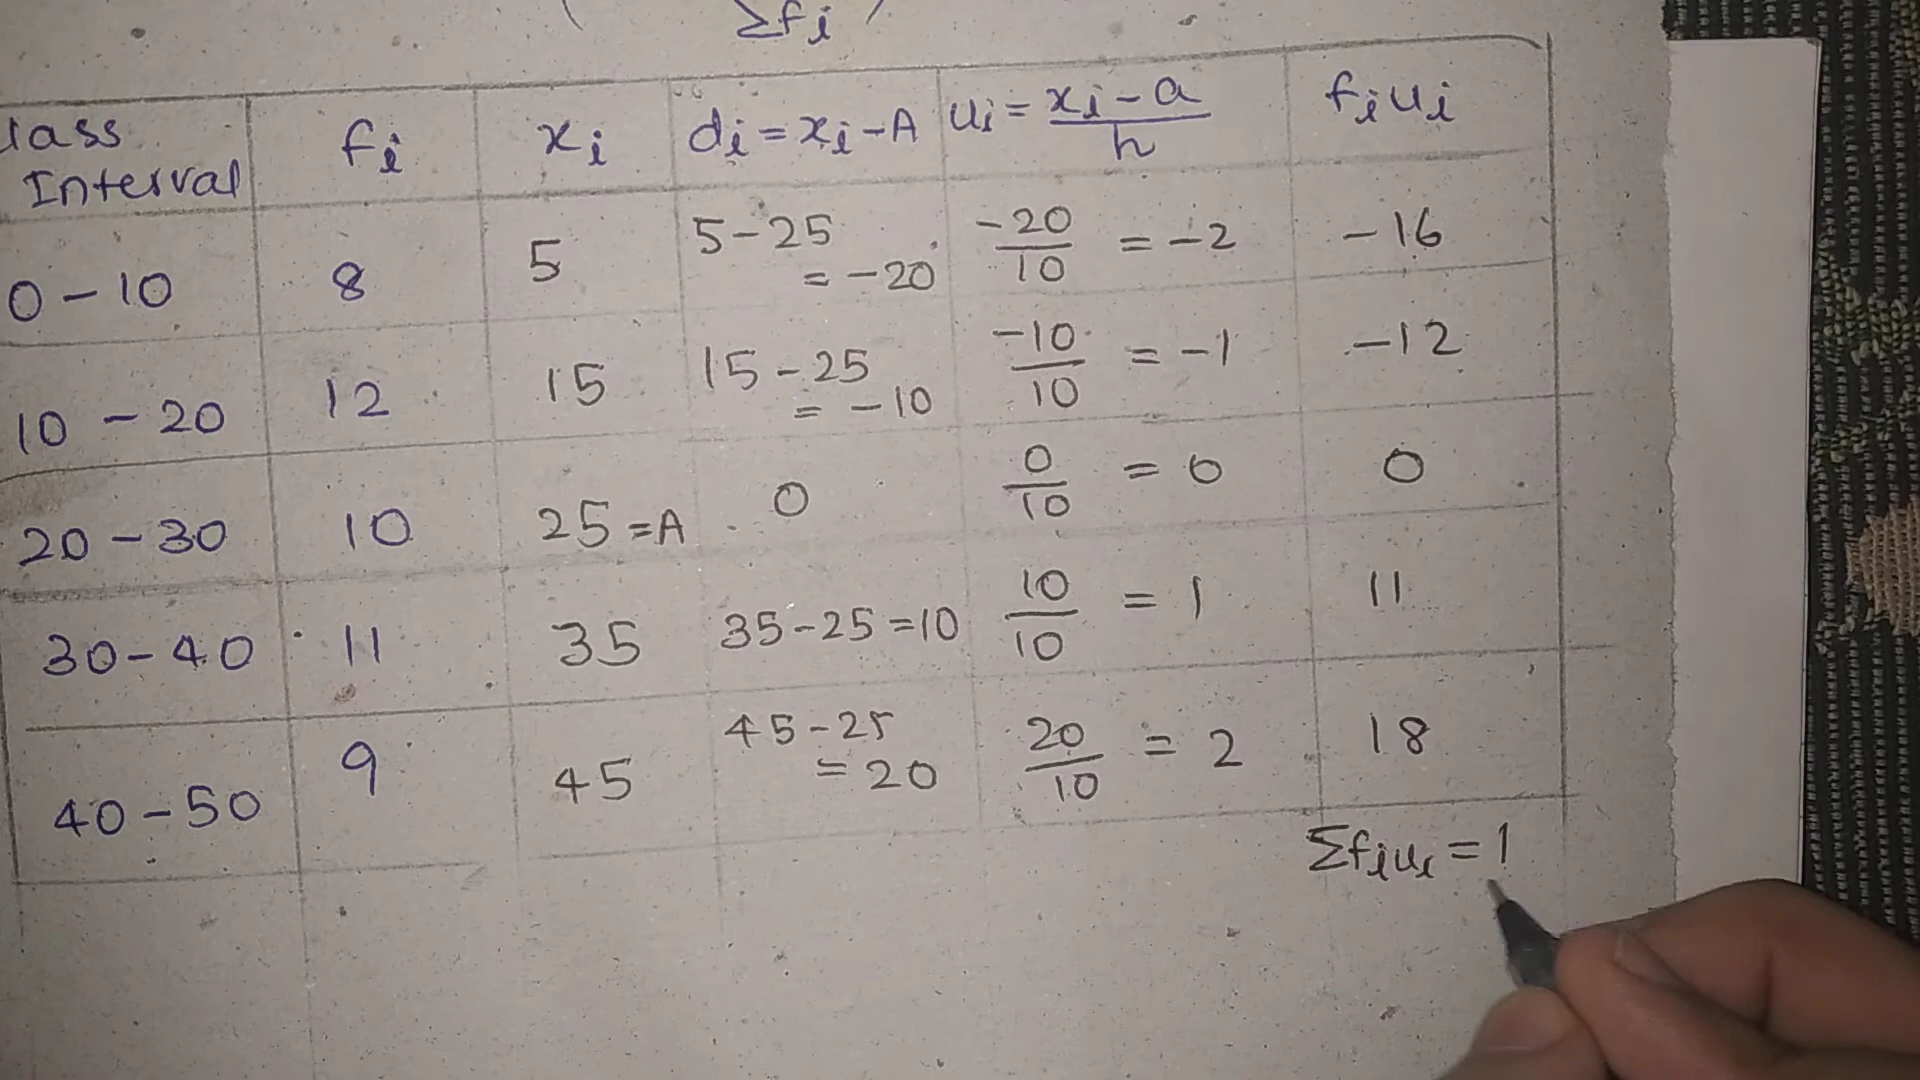 Σfi
lass Interval fi xi di = xi - A ui = xi - a / h fiui
0 - 10 8 5 5 - 25 = -20 -20/10 = -2 -16
10 - 20 12 15 15 - 25 = -10 -10/10 = -1 -12
20 - 30 10 25 = A 0 0/10 = 0 0
30 - 40 11 35 35 - 25 = 10 10/10 = 1 11
40 - 50 9 45 45 - 25 = 20 20/10 = 2 18
Σfiui = 1